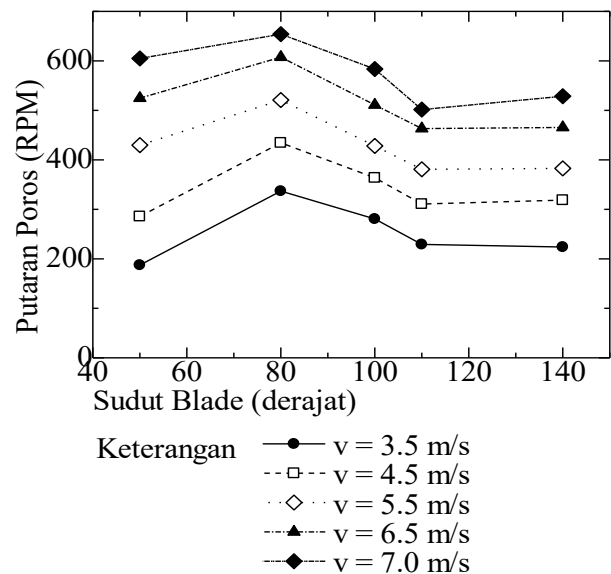 600
400
200
0
Putaran Poros (RPM)
40 60 80 100 120 140
Sudut Blade (derajat)
Keterangan
v = 3.5 m/s
v = 4.5 m/s
v = 5.5 m/s
v = 6.5 m/s
v = 7.0 m/s